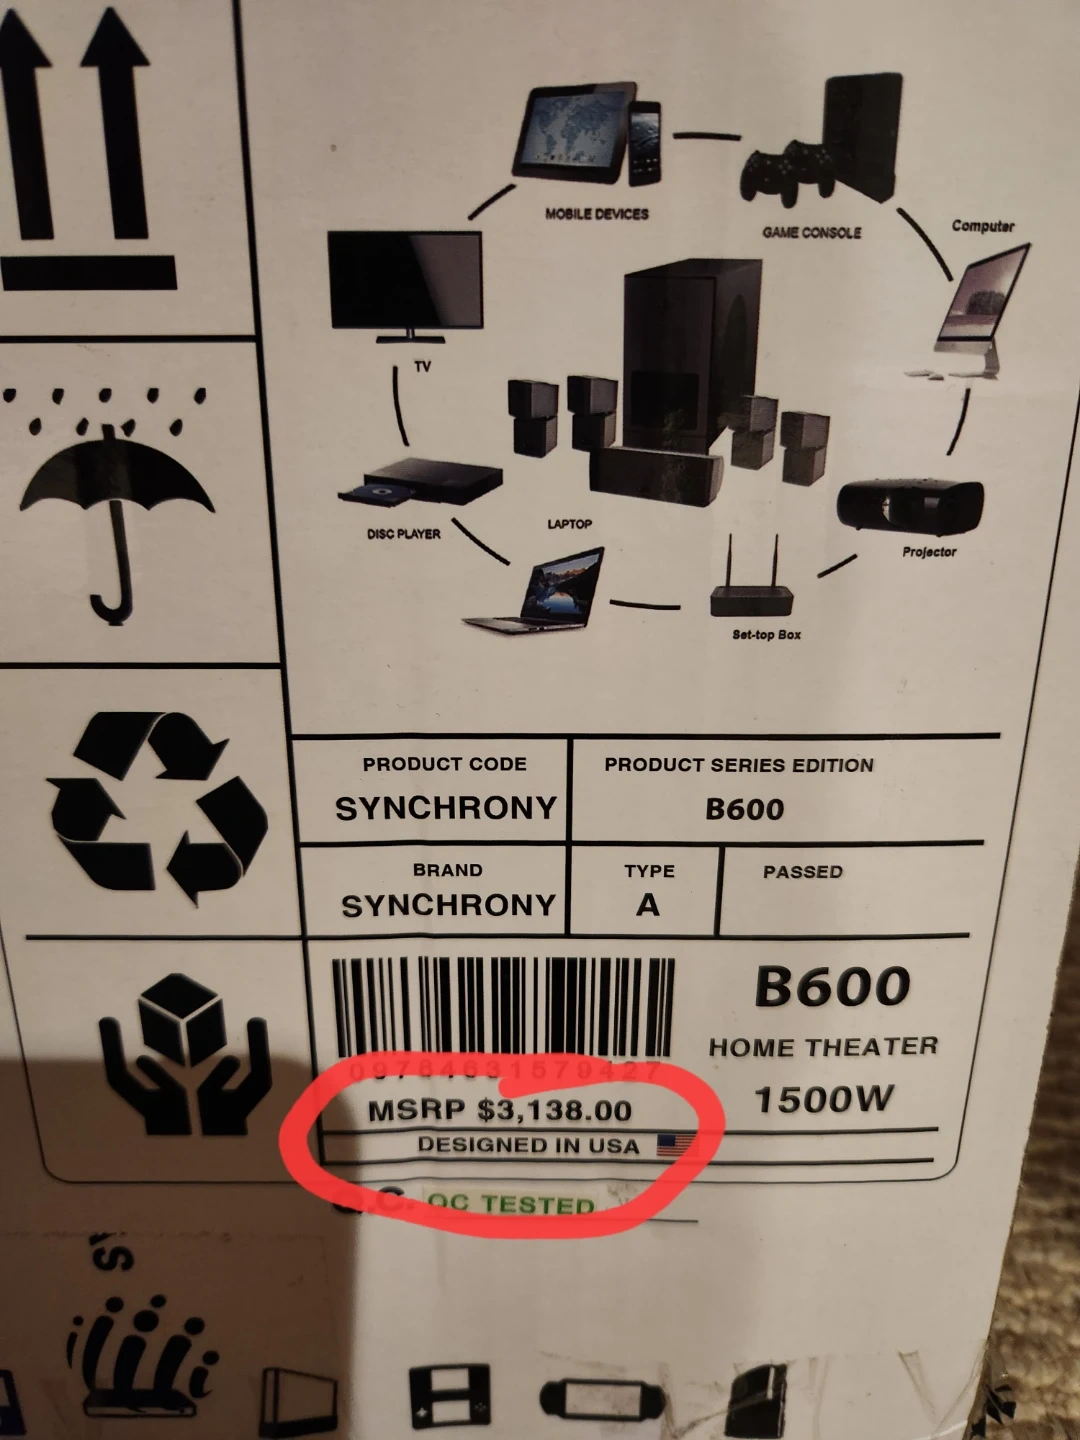 MOBILE DEVICES
GAME CONSOLE
Computer
TV
DISC PLAYER
LAPTOP
Projector
Set-top Box
PRODUCT CODE
SYNCHRONY
PRODUCT SERIES EDITION
B600
BRAND
SYNCHRONY
TYPE
A
PASSED
B600
HOME THEATER
1500W
09784631579427
MSRP $3,138.00
DESIGNED IN USA
Q.C. QC TESTED